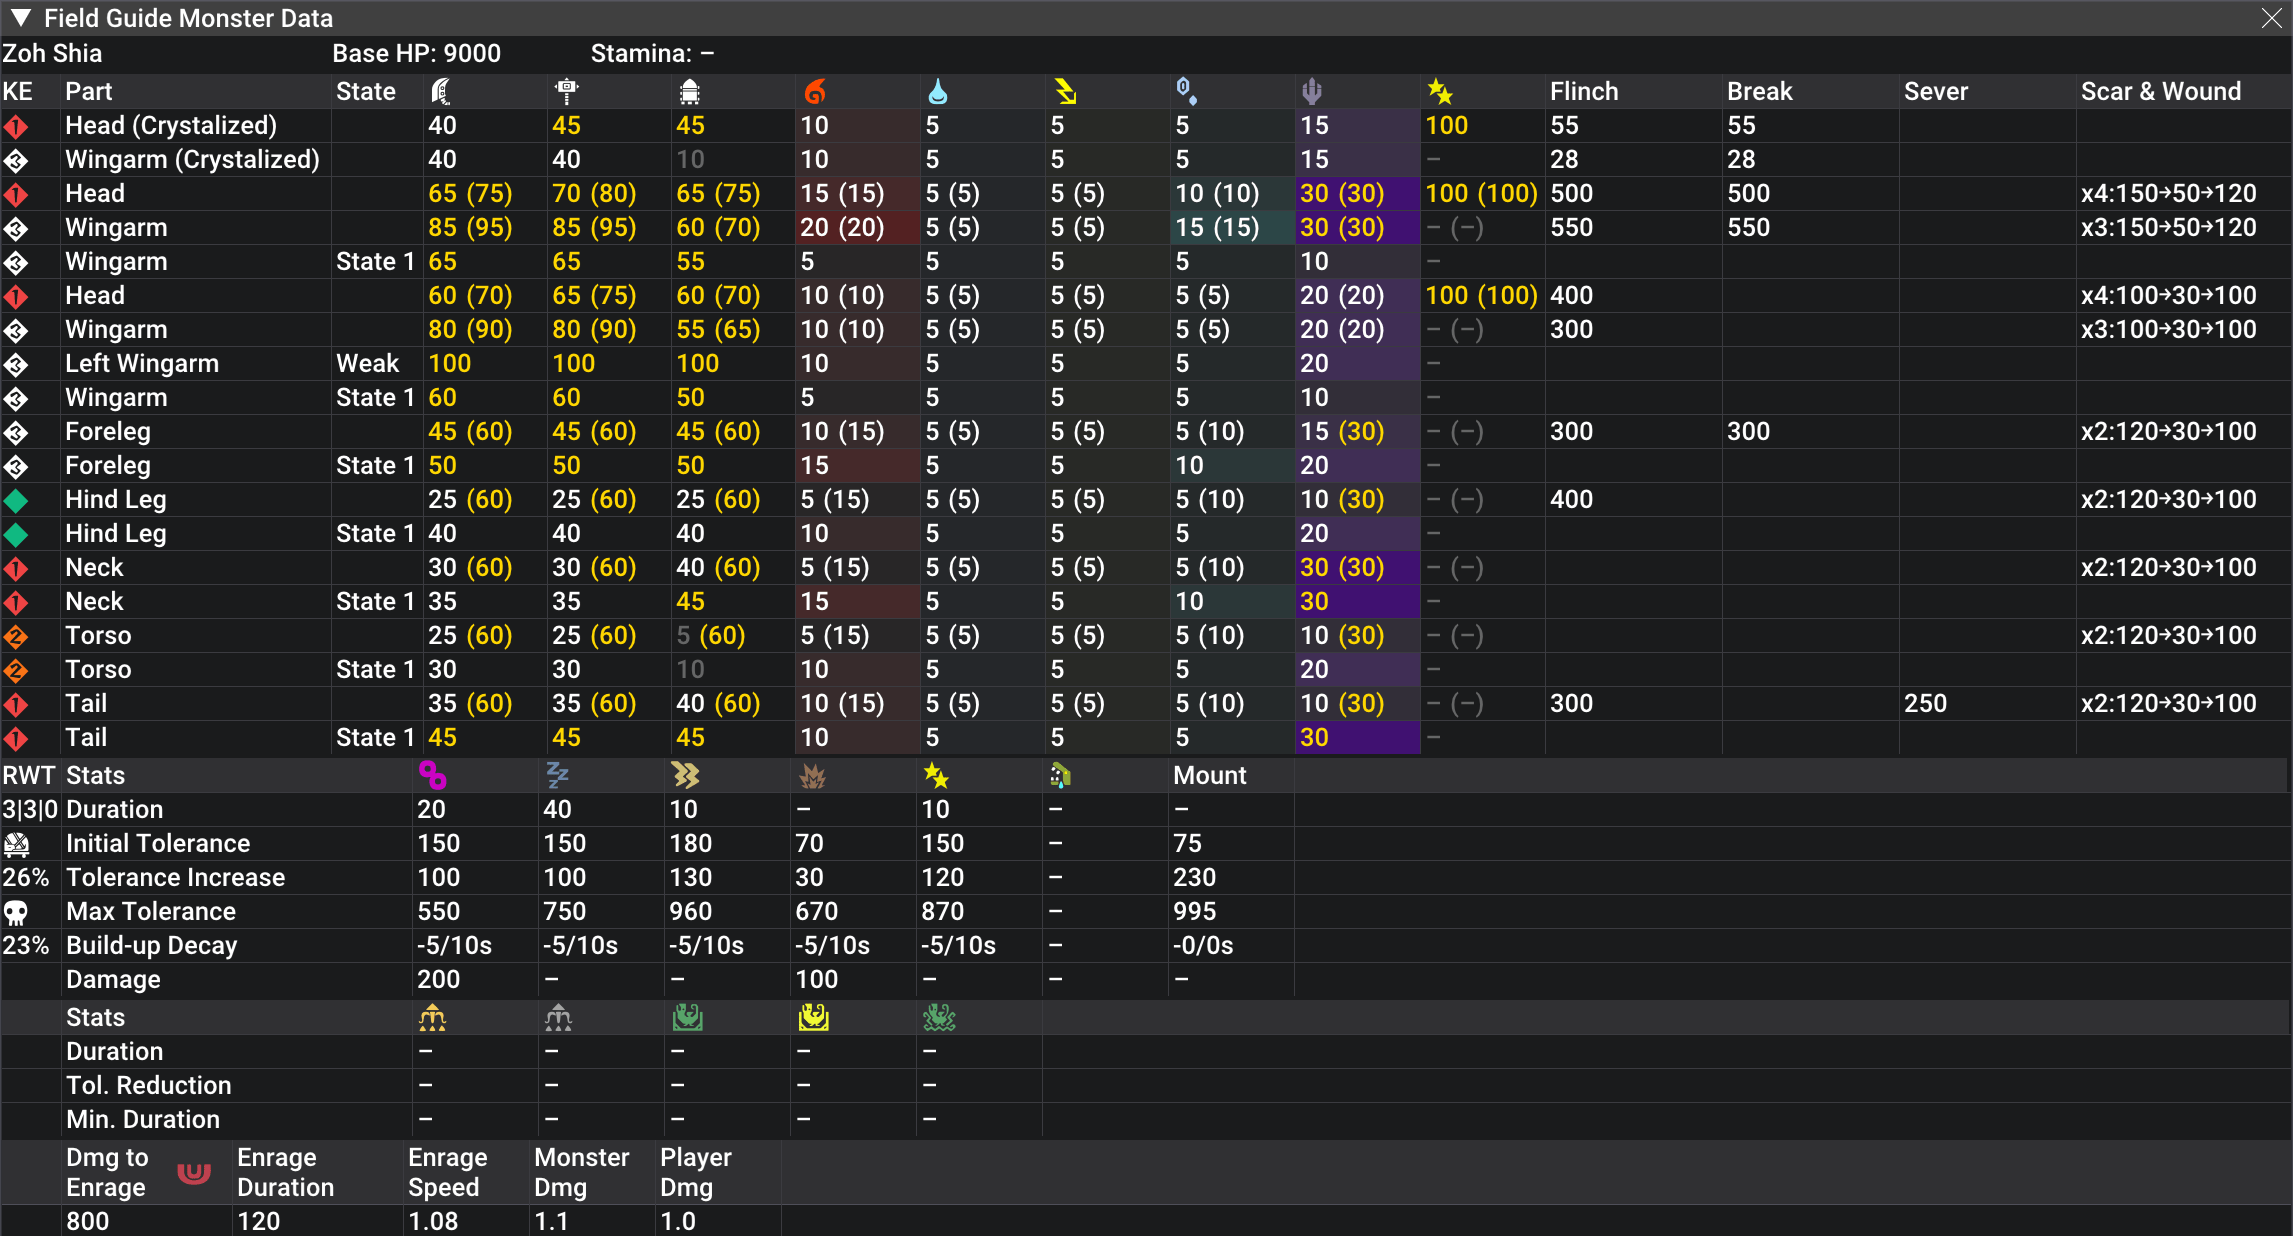 Field Guide Monster Data
Zoh Shia Base HP: 9000 Stamina: –
KE Part State Flinch Break Sever Scar & Wound
1 Head (Crystalized) 40 45 45 10 5 5 5 15 100 55 55
3 Wingarm (Crystalized) 40 40 10 10 5 5 5 15 – 28 28
1 Head 65 (75) 70 (80) 65 (75) 15 (15) 5 (5) 5 (5) 10 (10) 30 (30) 100 (100) 500 500 x4:150→50→120
3 Wingarm 85 (95) 85 (95) 60 (70) 20 (20) 5 (5) 5 (5) 15 (15) 30 (30) – (–) 550 550 x3:150→50→120
3 Wingarm State 1 65 65 55 5 5 5 5 10 –
1 Head 60 (70) 65 (75) 60 (70) 10 (10) 5 (5) 5 (5) 5 (5) 20 (20) 100 (100) 400 x4:100→30→100
3 Wingarm 80 (90) 80 (90) 55 (65) 10 (10) 5 (5) 5 (5) 5 (5) 20 (20) – (–) 300 x3:100→30→100
3 Left Wingarm Weak 100 100 100 10 5 5 5 20 –
3 Wingarm State 1 60 60 50 5 5 5 5 10 –
3 Foreleg 45 (60) 45 (60) 45 (60) 10 (15) 5 (5) 5 (5) 5 (10) 15 (30) – (–) 300 300 x2:120→30→100
3 Foreleg State 1 50 50 50 15 5 5 10 20 –
Hind Leg 25 (60) 25 (60) 25 (60) 5 (15) 5 (5) 5 (5) 5 (10) 10 (30) – (–) 400 x2:120→30→100
Hind Leg State 1 40 40 40 10 5 5 5 20 –
1 Neck 30 (60) 30 (60) 40 (60) 5 (15) 5 (5) 5 (5) 5 (10) 30 (30) – (–) x2:120→30→100
1 Neck State 1 35 35 45 15 5 5 10 30 –
2 Torso 25 (60) 25 (60) 5 (60) 5 (15) 5 (5) 5 (5) 5 (10) 10 (30) – (–) x2:120→30→100
2 Torso State 1 30 30 10 10 5 5 5 20 –
1 Tail 35 (60) 35 (60) 40 (60) 10 (15) 5 (5) 5 (5) 5 (10) 10 (30) – (–) 300 250 x2:120→30→100
1 Tail State 1 45 45 45 10 5 5 5 30 –
RWT Stats Mount
3|3|0 Duration 20 40 10 – 10 – –
Initial Tolerance 150 150 180 70 150 – 75
26% Tolerance Increase 100 100 130 30 120 – 230
Max Tolerance 550 750 960 670 870 – 995
23% Build-up Decay -5/10s -5/10s -5/10s -5/10s -5/10s – -0/0s
Damage 200 – – 100 – – –
Stats
Duration – – – – –
Tol. Reduction – – – – –
Min. Duration – – – – –
Dmg to Enrage Enrage Duration Enrage Speed Monster Dmg Player Dmg
800 120 1.08 1.1 1.0